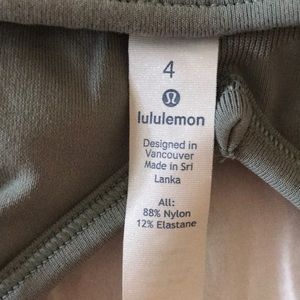 4
lululemon
Designed in
Vancouver
Made in Sri
Lanka
All:
88% Nylon
12% Elastane